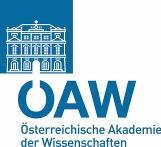 ÖAW
Österreichische Akademie
der Wissenschaften